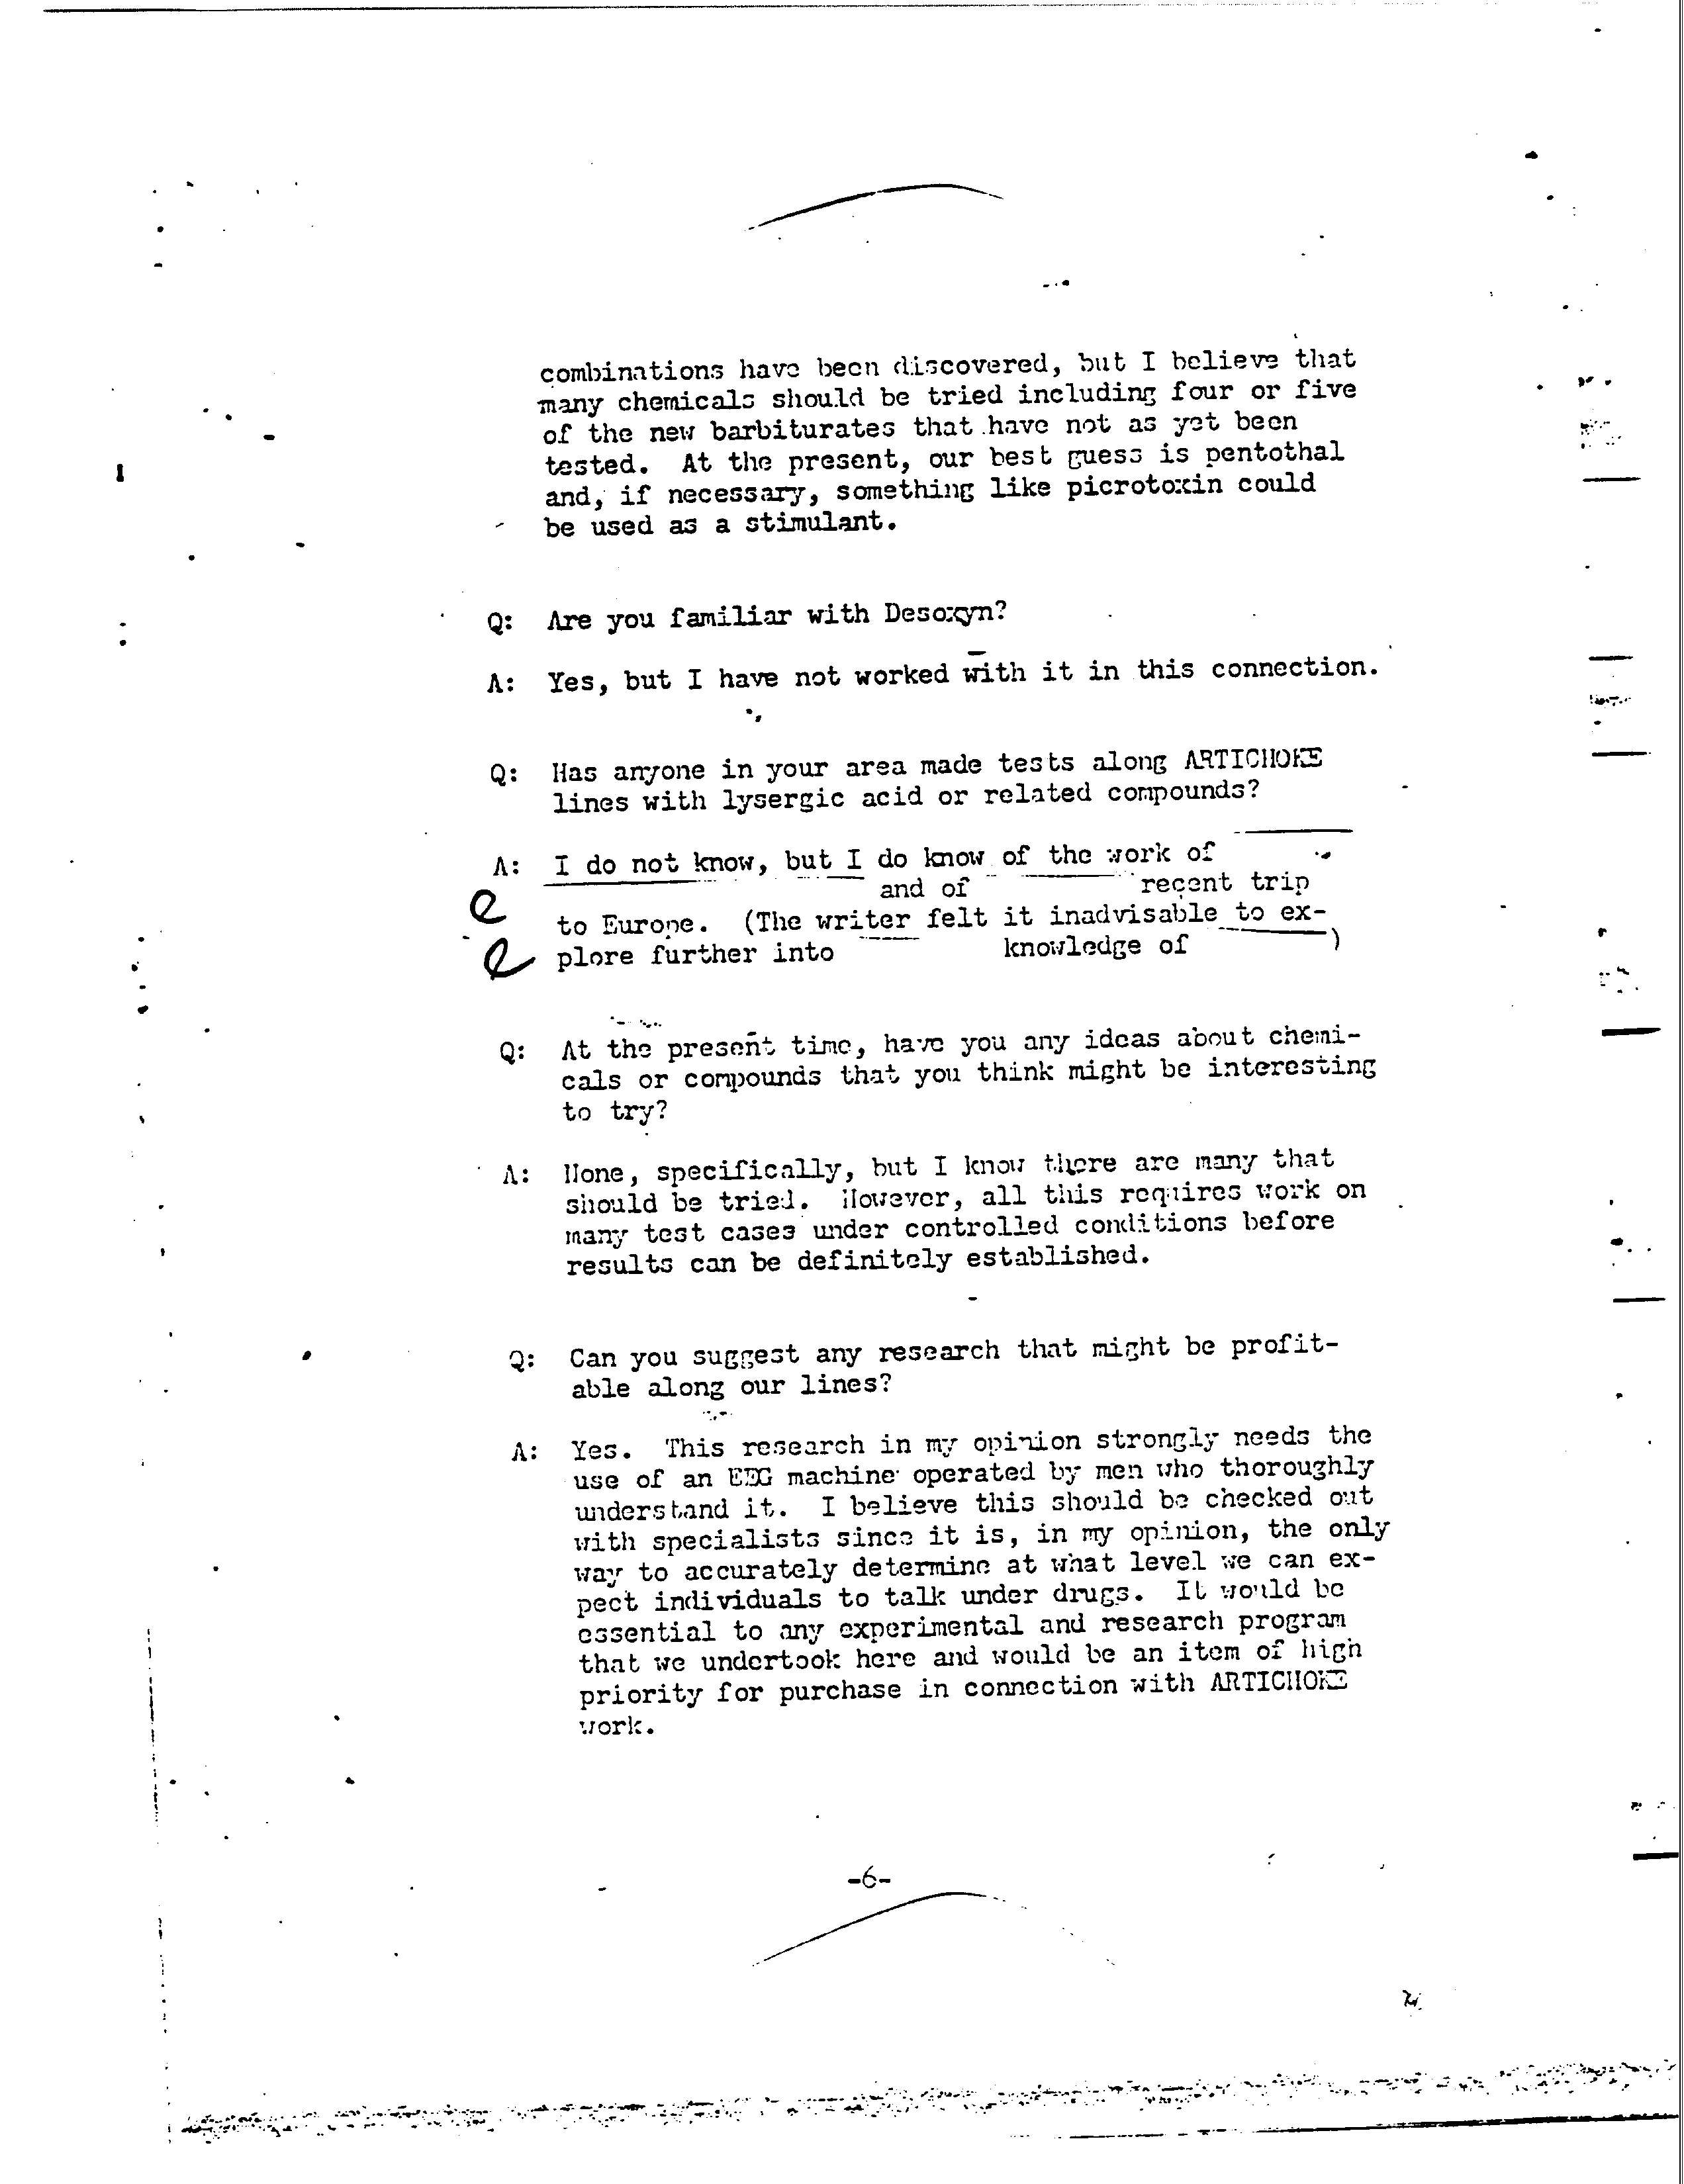 combinations have been discovered, but I believe that
many chemicals should be tried including four or five
of the new barbiturates that have not as yet been
tested. At the present, our best guess is pentothal
and, if necessary, something like picrotoxin could
be used as a stimulant.
Q: Are you familiar with Desoxyn?
A: Yes, but I have not worked with it in this connection.
Q: Has anyone in your area made tests along ARTICHOKE
lines with lysergic acid or related compounds?
A: I do not know, but I do know of the work of
and of recent trip
to Europe. (The writer felt it inadvisable to ex-
plore further into knowledge of )
Q: At the present time, have you any ideas about chemi-
cals or compounds that you think might be interesting
to try?
A: None, specifically, but I know there are many that
should be tried. However, all this requires work on
many test cases under controlled conditions before
results can be definitely established.
Q: Can you suggest any research that might be profit-
able along our lines?
A: Yes. This research in my opinion strongly needs the
use of an EEG machine operated by men who thoroughly
understand it. I believe this should be checked out
with specialists since it is, in my opinion, the only
way to accurately determine at what level we can ex-
pect individuals to talk under drugs. It would be
essential to any experimental and research program
that we undertook here and would be an item of high
priority for purchase in connection with ARTICHOKE
work.
-6-